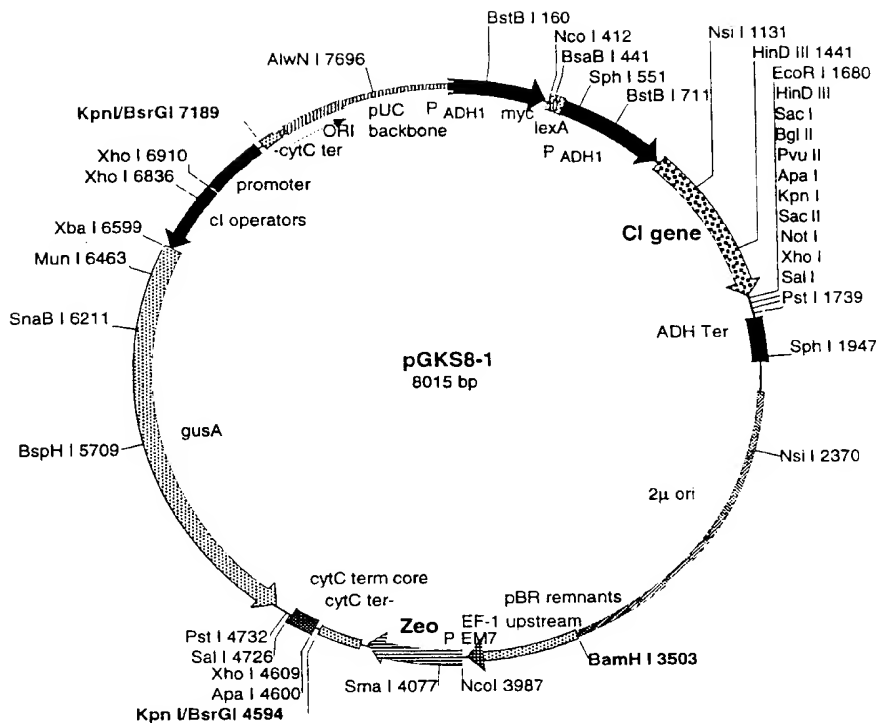 BstB I 160
Nco I 412
BsaB I 441
Sph I 551
BstB I 711
Nsi I 1131
HinD III 1441
EcoR I 1680
HinD III
Sac I
Bgl II
Pvu II
Apa I
Kpn I
Sac II
Not I
Xho I
Sal I
Pst I 1739
Sph I 1947
Nsi I 2370
BamH I 3503
NcoI 3987
Sma I 4077
Kpn I/BsrGI 4594
Apa I 4600
Xho I 4609
Sal I 4726
Pst I 4732
BspH I 5709
SnaB I 6211
Mun I 6463
Xba I 6599
Xho I 6836
Xho I 6910
KpnI/BsrGI 7189
AlwN I 7696
P ADH1
myc
lexA
P ADH1
CI gene
ADH Ter
2μ ori
pBR remnants
EF-1 upstream
P EM7
Zeo
cytC ter-
cytC term core
gusA
cI operators
promoter
-cytC ter
ORI
pUC
backbone
pGKS8-1
8015 bp